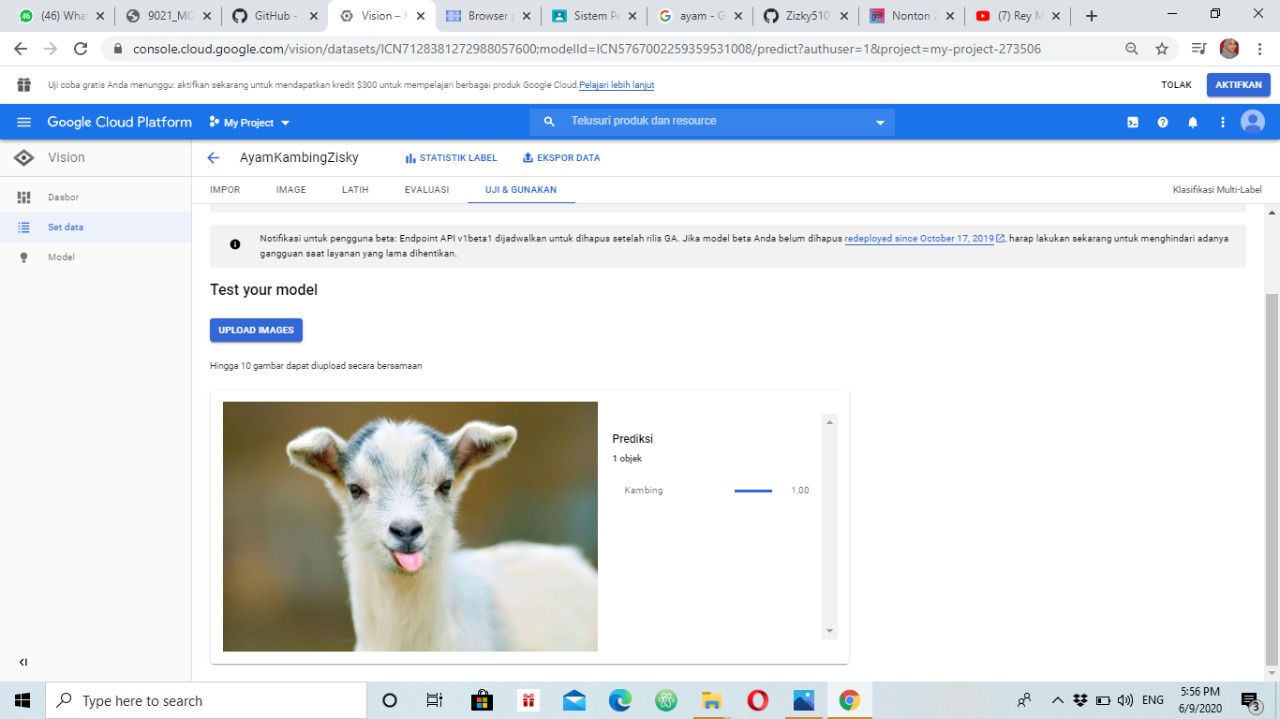 46
(46) Wha
9021_MC
GitHub -
Vision – N
Browser g
Sistem Pe
ayam - G
Zizky510
Nonton Z
(7) Rey M
console.cloud.google.com/vision/datasets/ICN7128381272988057600;modelId=ICN5767002259359531008/predict?authuser=1&project=my-project-273506
Uji coba gratis Anda menunggu: aktifkan sekarang untuk mendapatkan kredit $300 untuk mempelajari berbagai produk Google Cloud.Pelajari lebih lanjut
TOLAK
AKTIFKAN
Google Cloud Platform
My Project
Telusuri produk dan resource
Vision
AyamKambingZisky
STATISTIK LABEL
EKSPOR DATA
IMPOR
IMAGE
LATIH
EVALUASI
UJI & GUNAKAN
Klasifikasi Multi-Label
Dasbor
Set data
Model
Notifikasi untuk pengguna beta: Endpoint API v1beta1 dijadwalkan untuk dihapus setelah rilis GA. Jika model beta Anda belum dihapus redeployed since October 17, 2019, harap lakukan sekarang untuk menghindari adanya
gangguan saat layanan yang lama dihentikan.
Test your model
UPLOAD IMAGES
Hingga 10 gambar dapat diupload secara bersamaan
Prediksi
1 objek
Kambing
1,00
Type here to search
ENG
5:56 PM
6/9/2020
3